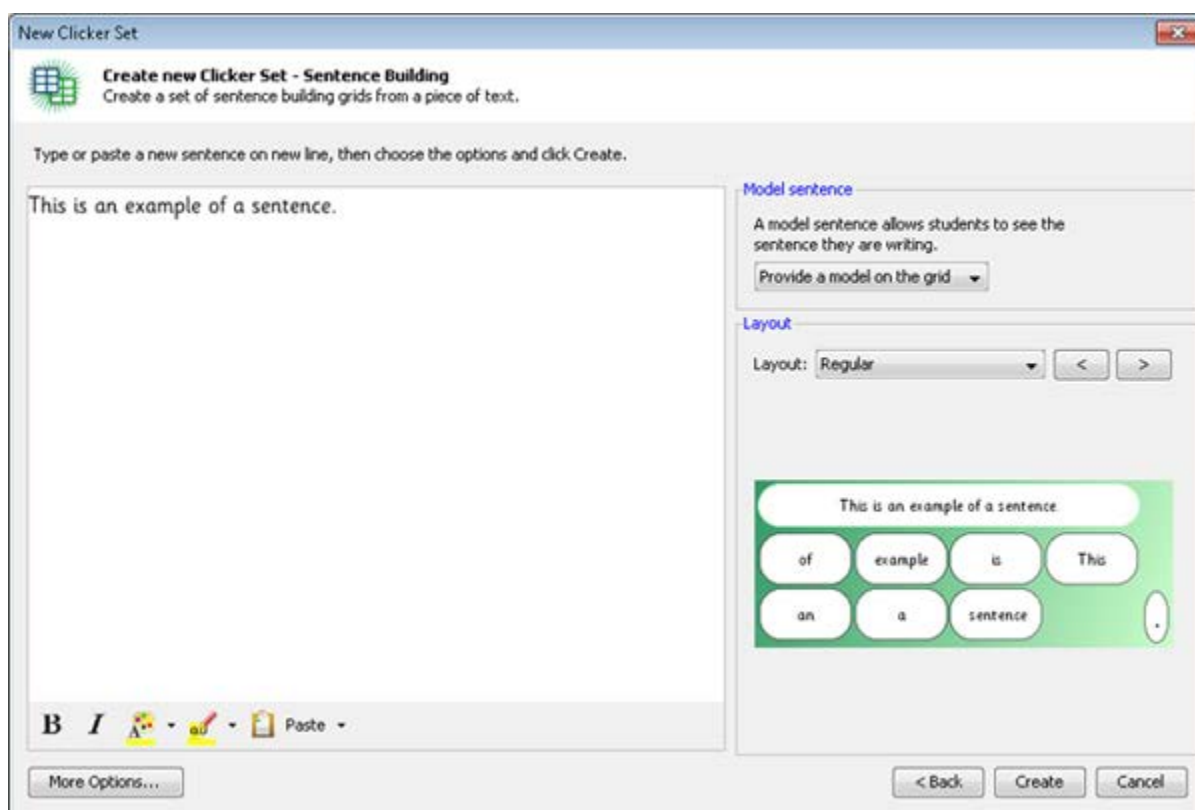 New Clicker Set
Create new Clicker Set - Sentence Building
Create a set of sentence building grids from a piece of text.
Type or paste a new sentence on new line, then choose the options and click Create.
This is an example of a sentence.
Model sentence
A model sentence allows students to see the
sentence they are writing.
Provide a model on the grid
Layout
Layout: Regular < >
This is an example of a sentence
of example is This
an a sentence .
B I Paste
More Options... < Back Create Cancel